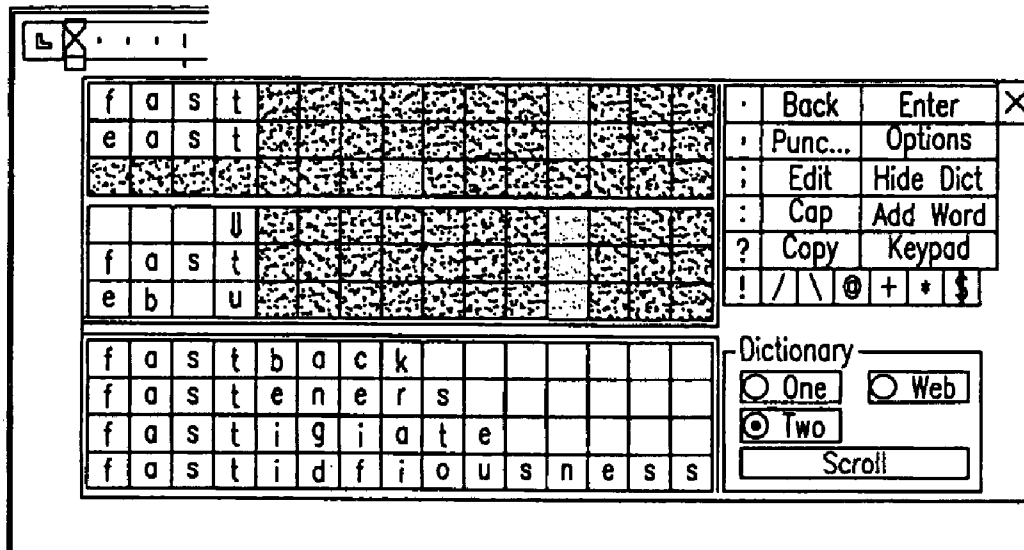 f a s t
e a s t
⇓
f a s t
e b u
f a s t b a c k
f a s t e n e r s
f a s t i g i a t e
f a s t i d f i o u s n e s s
. Back Enter X
, Punc... Options
; Edit Hide Dict
: Cap Add Word
? Copy Keypad
! / \ @ + * $
Dictionary
One Web
Two
Scroll